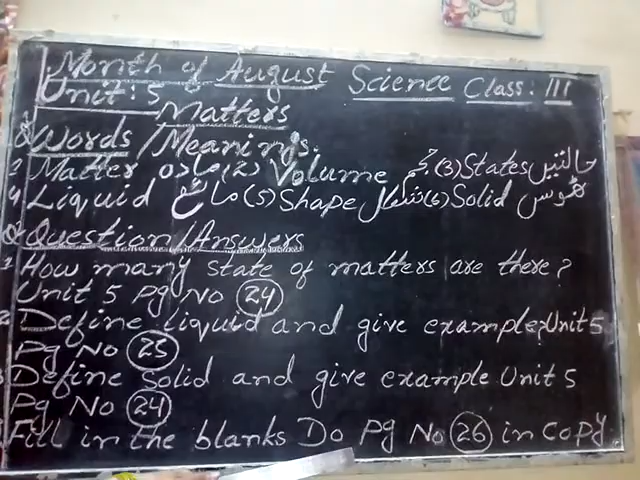 Month of August Science Class: III
Unit: 5
Matters
Words/Meanings.
1 Matter مادہ (2) Volume حجم (3) States حالتیں
4 Liquid مائع (5) Shape شکل (6) Solid ٹھوس
Question/Answers
1 How many state of matters are there?
Unit 5 Pg No 24
2 Define liquid and give example? Unit 5
Pg No 25
3 Define Solid and give example Unit 5
Pg No 24
Fill in the blanks Do Pg No 26 in Copy